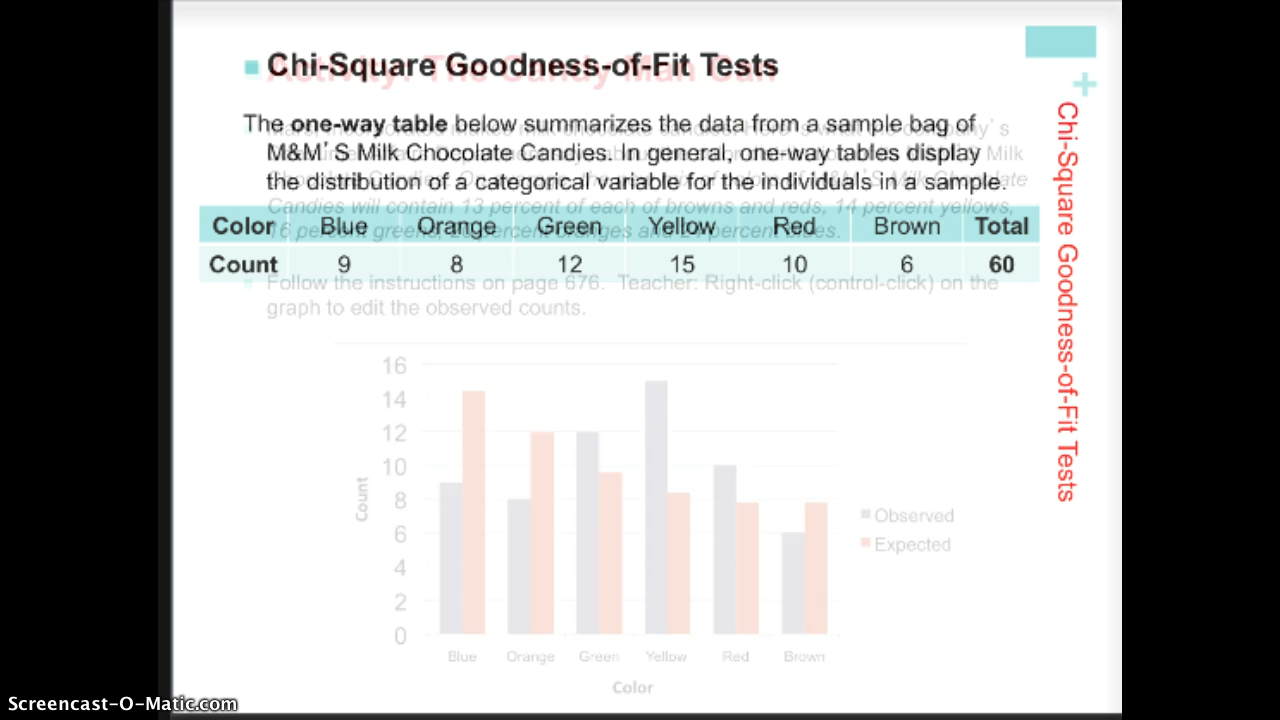 Chi-Square Goodness-of-Fit Tests
Activity: The Candy Man Can
The one-way table below summarizes the data from a sample bag of
M&M'S Milk Chocolate Candies. In general, one-way tables display
the distribution of a categorical variable for the individuals in a sample.
Candies will contain 13 percent of each of browns and reds, 14 percent yellows,
16 percent greens, 20 percent oranges and 24 percent blues.
Color Blue Orange Green Yellow Red Brown Total
Count 9 8 12 15 10 6 60
Follow the instructions on page 676. Teacher: Right-click (control-click) on the
graph to edit the observed counts.
16
14
12
10
8
6
4
2
0
Count
Blue Orange Green Yellow Red Brown
Color
Observed
Expected
+
Chi-Square Goodness-of-Fit Tests
Screencast-O-Matic.com